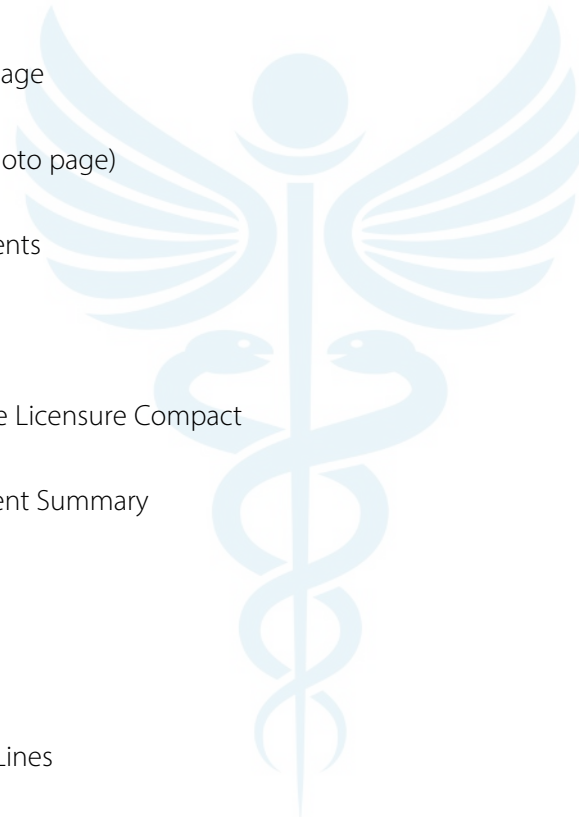 age
oto page)
ents
e Licensure Compact
ent Summary
Lines